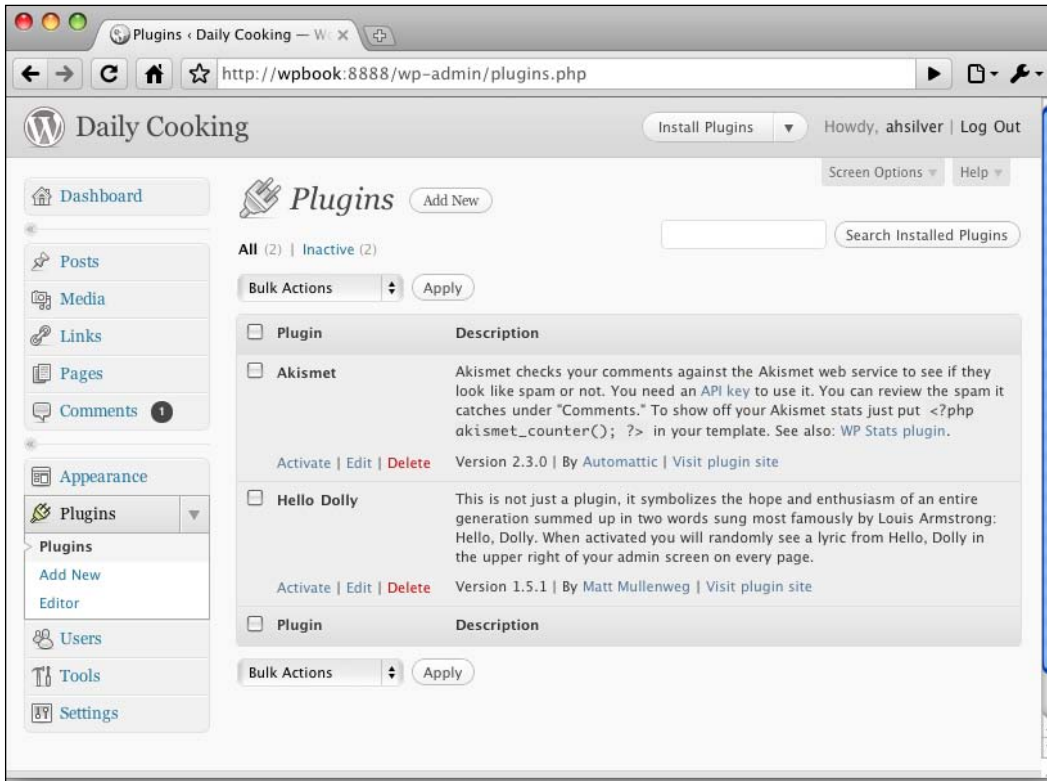 Plugins ‹ Daily Cooking — W
http://wpbook:8888/wp-admin/plugins.php
Daily Cooking
Install Plugins
Howdy, ahsilver | Log Out
Screen Options
Help
Dashboard
Posts
Media
Links
Pages
Comments 1
Appearance
Plugins
Plugins
Add New
Editor
Users
Tools
Settings
Plugins
Add New
All (2) | Inactive (2)
Search Installed Plugins
Bulk Actions
Apply
Plugin Description
Akismet
Akismet checks your comments against the Akismet web service to see if they
look like spam or not. You need an API key to use it. You can review the spam it
catches under "Comments." To show off your Akismet stats just put <?php
akismet_counter(); ?> in your template. See also: WP Stats plugin.
Activate | Edit | Delete
Version 2.3.0 | By Automattic | Visit plugin site
Hello Dolly
This is not just a plugin, it symbolizes the hope and enthusiasm of an entire
generation summed up in two words sung most famously by Louis Armstrong:
Hello, Dolly. When activated you will randomly see a lyric from Hello, Dolly in
the upper right of your admin screen on every page.
Activate | Edit | Delete
Version 1.5.1 | By Matt Mullenweg | Visit plugin site
Plugin Description
Bulk Actions
Apply